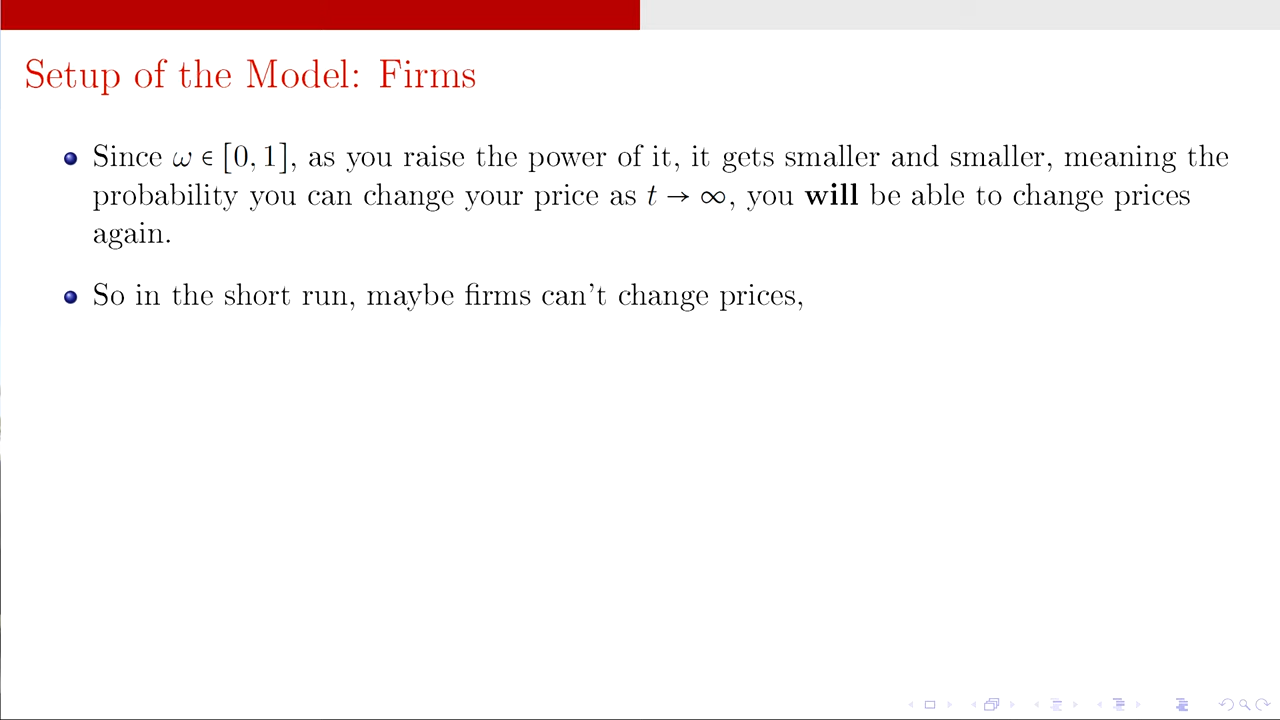 Setup of the Model: Firms
Since ω ∈ [0, 1], as you raise the power of it, it gets smaller and smaller, meaning the
probability you can change your price as t → ∞, you will be able to change prices
again.
So in the short run, maybe firms can't change prices,